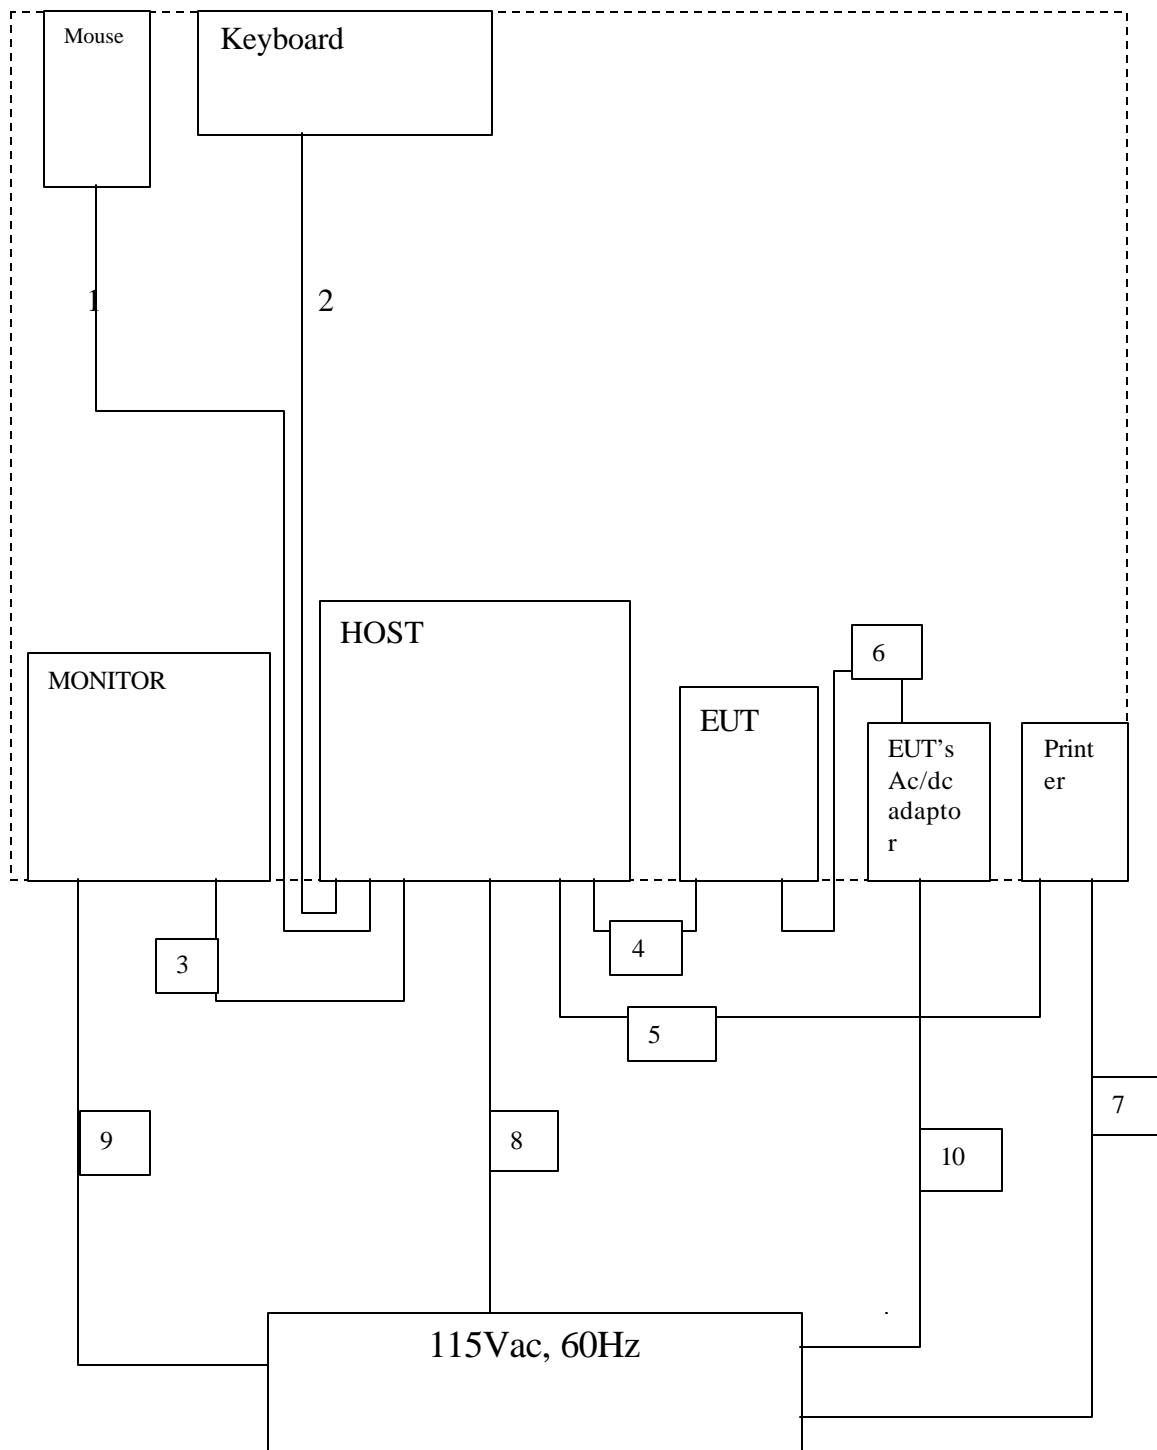 Mouse
Keyboard
1
2
HOST
6
MONITOR
EUT
EUT’s
Ac/dc
adapto
r
Print
er
3
4
5
7
9
8
10
115Vac, 60Hz